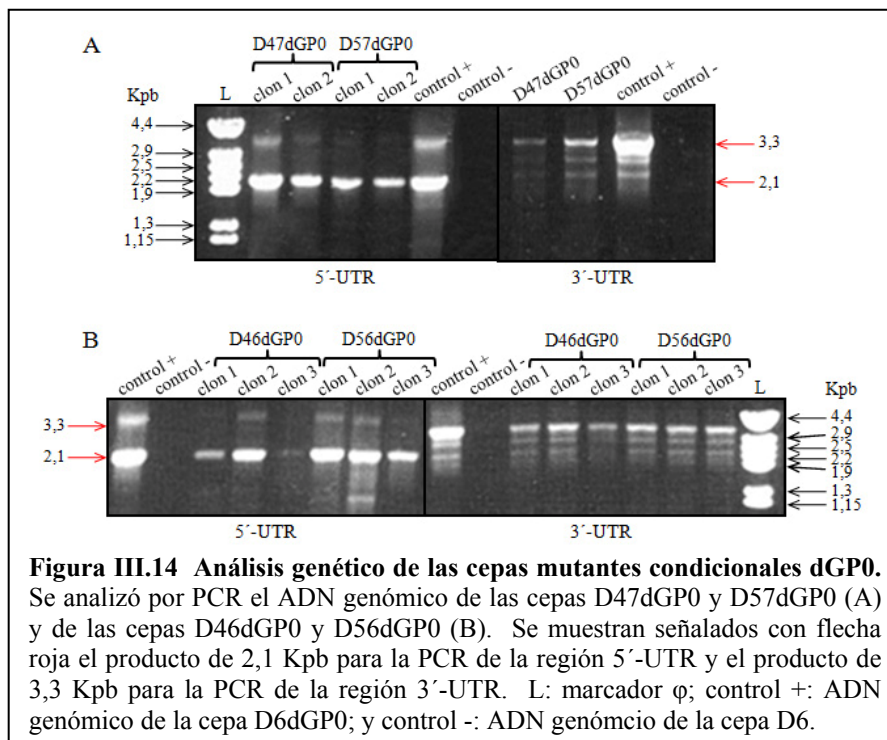 A
D47dGP0 D57dGP0
Kpb L clon 1 clon 2 clon 1 clon 2 control + control - D47dGP0 D57dGP0 control + control -
4,4
2,9
2,5
2,2
1,9
1,3
1,15
3,3
2,1
5´-UTR 3´-UTR
B
D46dGP0 D56dGP0 D46dGP0 D56dGP0
control + control - clon 1 clon 2 clon 3 clon 1 clon 2 clon 3 control + control - clon 1 clon 2 clon 3 clon 1 clon 2 clon 3 L Kpb
3,3
2,1
4,4
2,9
2,5
2,2
1,9
1,3
1,15
5´-UTR 3´-UTR
Figura III.14 Análisis genético de las cepas mutantes condicionales dGP0.
Se analizó por PCR el ADN genómico de las cepas D47dGP0 y D57dGP0 (A)
y de las cepas D46dGP0 y D56dGP0 (B). Se muestran señalados con flecha
roja el producto de 2,1 Kpb para la PCR de la región 5´-UTR y el producto de
3,3 Kpb para la PCR de la región 3´-UTR. L: marcador φ; control +: ADN
genómico de la cepa D6dGP0; y control -: ADN genómcio de la cepa D6.